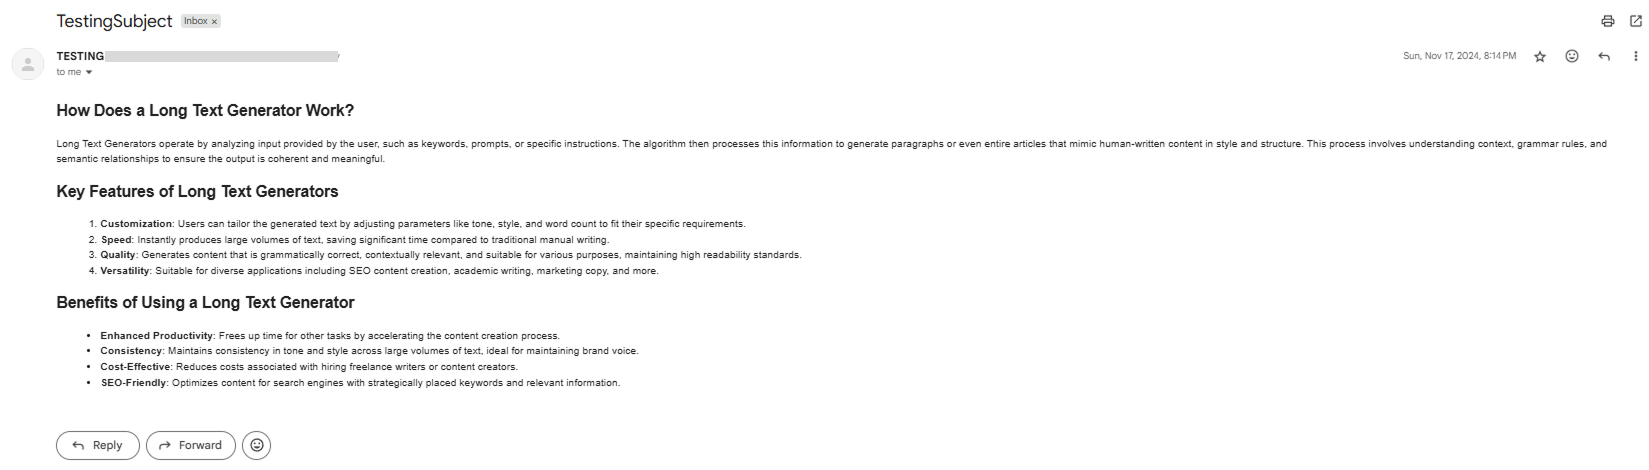 TestingSubject Inbox x
TESTING
Sun, Nov 17, 2024, 8:14 PM
to me
How Does a Long Text Generator Work?
Long Text Generators operate by analyzing input provided by the user, such as keywords, prompts, or specific instructions. The algorithm then processes this information to generate paragraphs or even entire articles that mimic human-written content in style and structure. This process involves understanding context, grammar rules, and
semantic relationships to ensure the output is coherent and meaningful.
Key Features of Long Text Generators
1. Customization: Users can tailor the generated text by adjusting parameters like tone, style, and word count to fit their specific requirements.
2. Speed: Instantly produces large volumes of text, saving significant time compared to traditional manual writing.
3. Quality: Generates content that is grammatically correct, contextually relevant, and suitable for various purposes, maintaining high readability standards.
4. Versatility: Suitable for diverse applications including SEO content creation, academic writing, marketing copy, and more.
Benefits of Using a Long Text Generator
• Enhanced Productivity: Frees up time for other tasks by accelerating the content creation process.
• Consistency: Maintains consistency in tone and style across large volumes of text, ideal for maintaining brand voice.
• Cost-Effective: Reduces costs associated with hiring freelance writers or content creators.
• SEO-Friendly: Optimizes content for search engines with strategically placed keywords and relevant information.
Reply
Forward